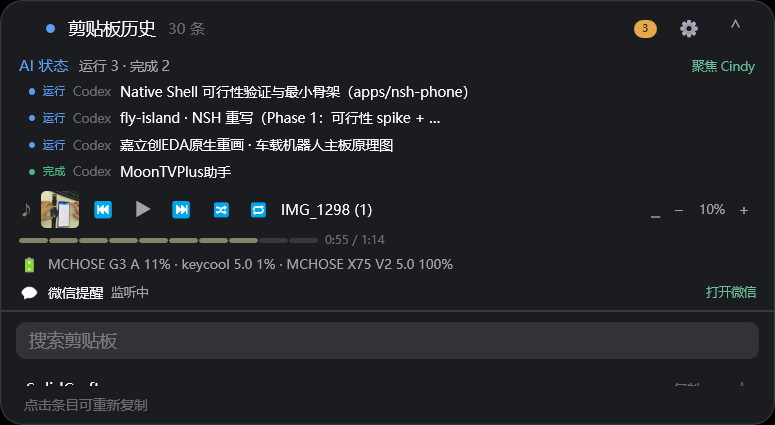 剪贴板历史 30 条 3
AI 状态 运行 3 · 完成 2 聚焦 Cindy
运行 Codex Native Shell 可行性验证与最小骨架（apps/nsh-phone）
运行 Codex fly-island · NSH 重写（Phase 1：可行性 spike + ...
运行 Codex 嘉立创EDA原生重画 · 车载机器人主板原理图
完成 Codex MoonTVPlus助手
IMG_1298 (1) − 10% +
0:55 / 1:14
MCHOSE G3 A 11% · keycool 5.0 1% · MCHOSE X75 V2 5.0 100%
微信提醒 监听中 打开微信
搜索剪贴板
点击条目可重新复制